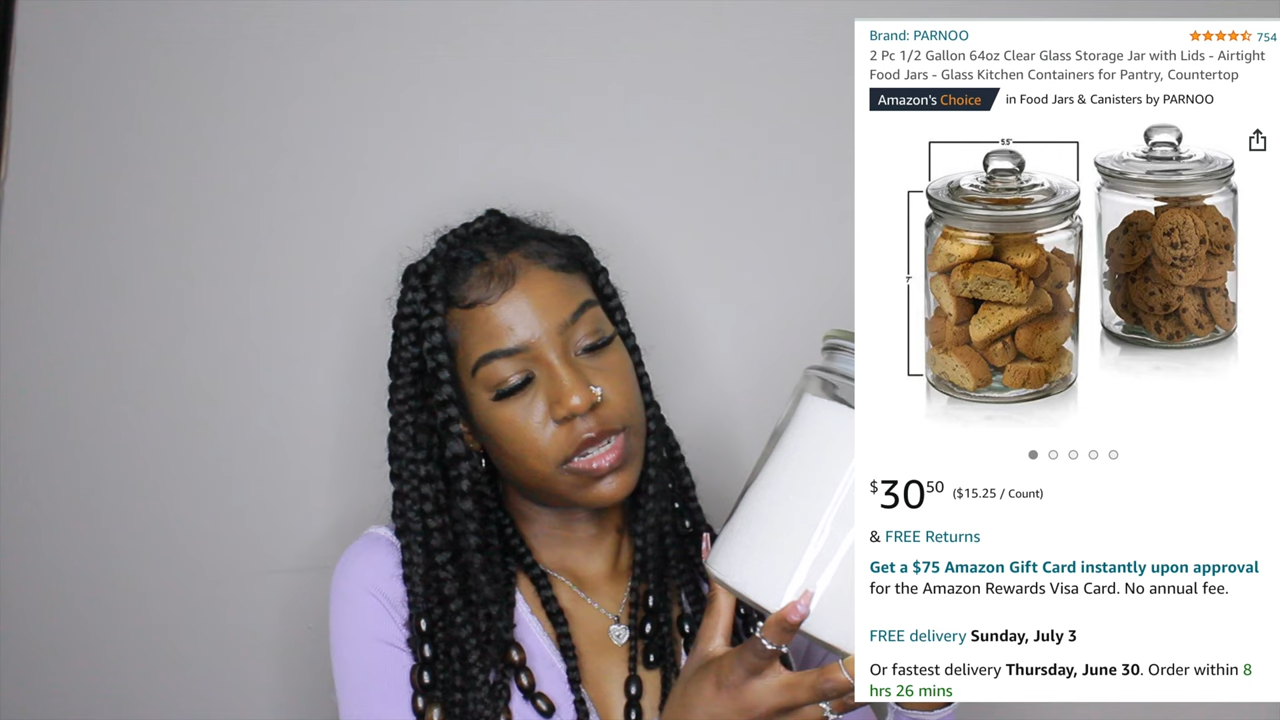 Brand: PARNOO
754
2 Pc 1/2 Gallon 64oz Clear Glass Storage Jar with Lids - Airtight
Food Jars - Glass Kitchen Containers for Pantry, Countertop
Amazon's Choice in Food Jars & Canisters by PARNOO
5.5"
7"
$30 50 ($15.25 / Count)
& FREE Returns
Get a $75 Amazon Gift Card instantly upon approval
for the Amazon Rewards Visa Card. No annual fee.
FREE delivery Sunday, July 3
Or fastest delivery Thursday, June 30. Order within 8
hrs 26 mins